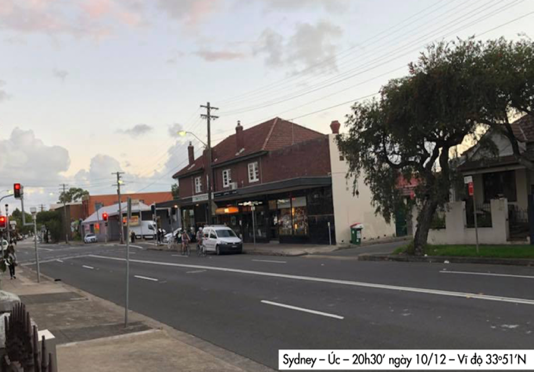 Sydney – Úc – 20h30’ ngày 10/12 – Vĩ độ 33°51’N